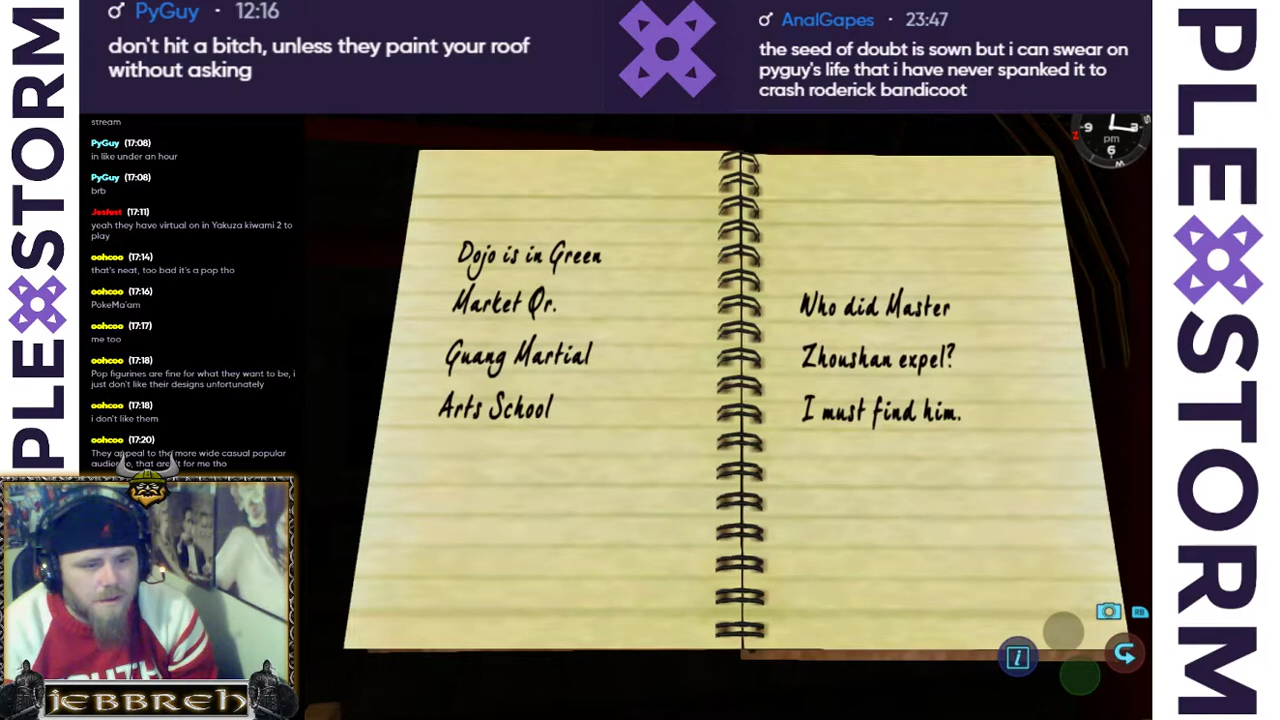 PLEXSTORM
PyGuy · 12:16
don't hit a bitch, unless they paint your roof
without asking
AnalGapes · 23:47
the seed of doubt is sown but i can swear on
pyguy's life that i have never spanked it to
crash roderick bandicoot
PLEXSTORM
stream
PyGuy (17:08)
in like under an hour
PyGuy (17:08)
brb
Jesfest (17:11)
yeah they have virtual on in Yakuza kiwami 2 to
play
oohcoo (17:14)
that's neat, too bad it's a pop tho
oohcoo (17:16)
PokeMa'am
oohcoo (17:17)
me too
oohcoo (17:18)
Pop figurines are fine for what they want to be, i
just don't like their designs unfortunately
oohcoo (17:18)
i don't like them
oohcoo (17:20)
They appeal to the more wide casual popular
audience, that aren't for me tho
Dojo is in Green
Market Qr.
Guang Martial
Arts School
Who did Master
Zhoushan expel?
I must find him.
9 3
pm
6
S
W
RB
i
JEBBREH